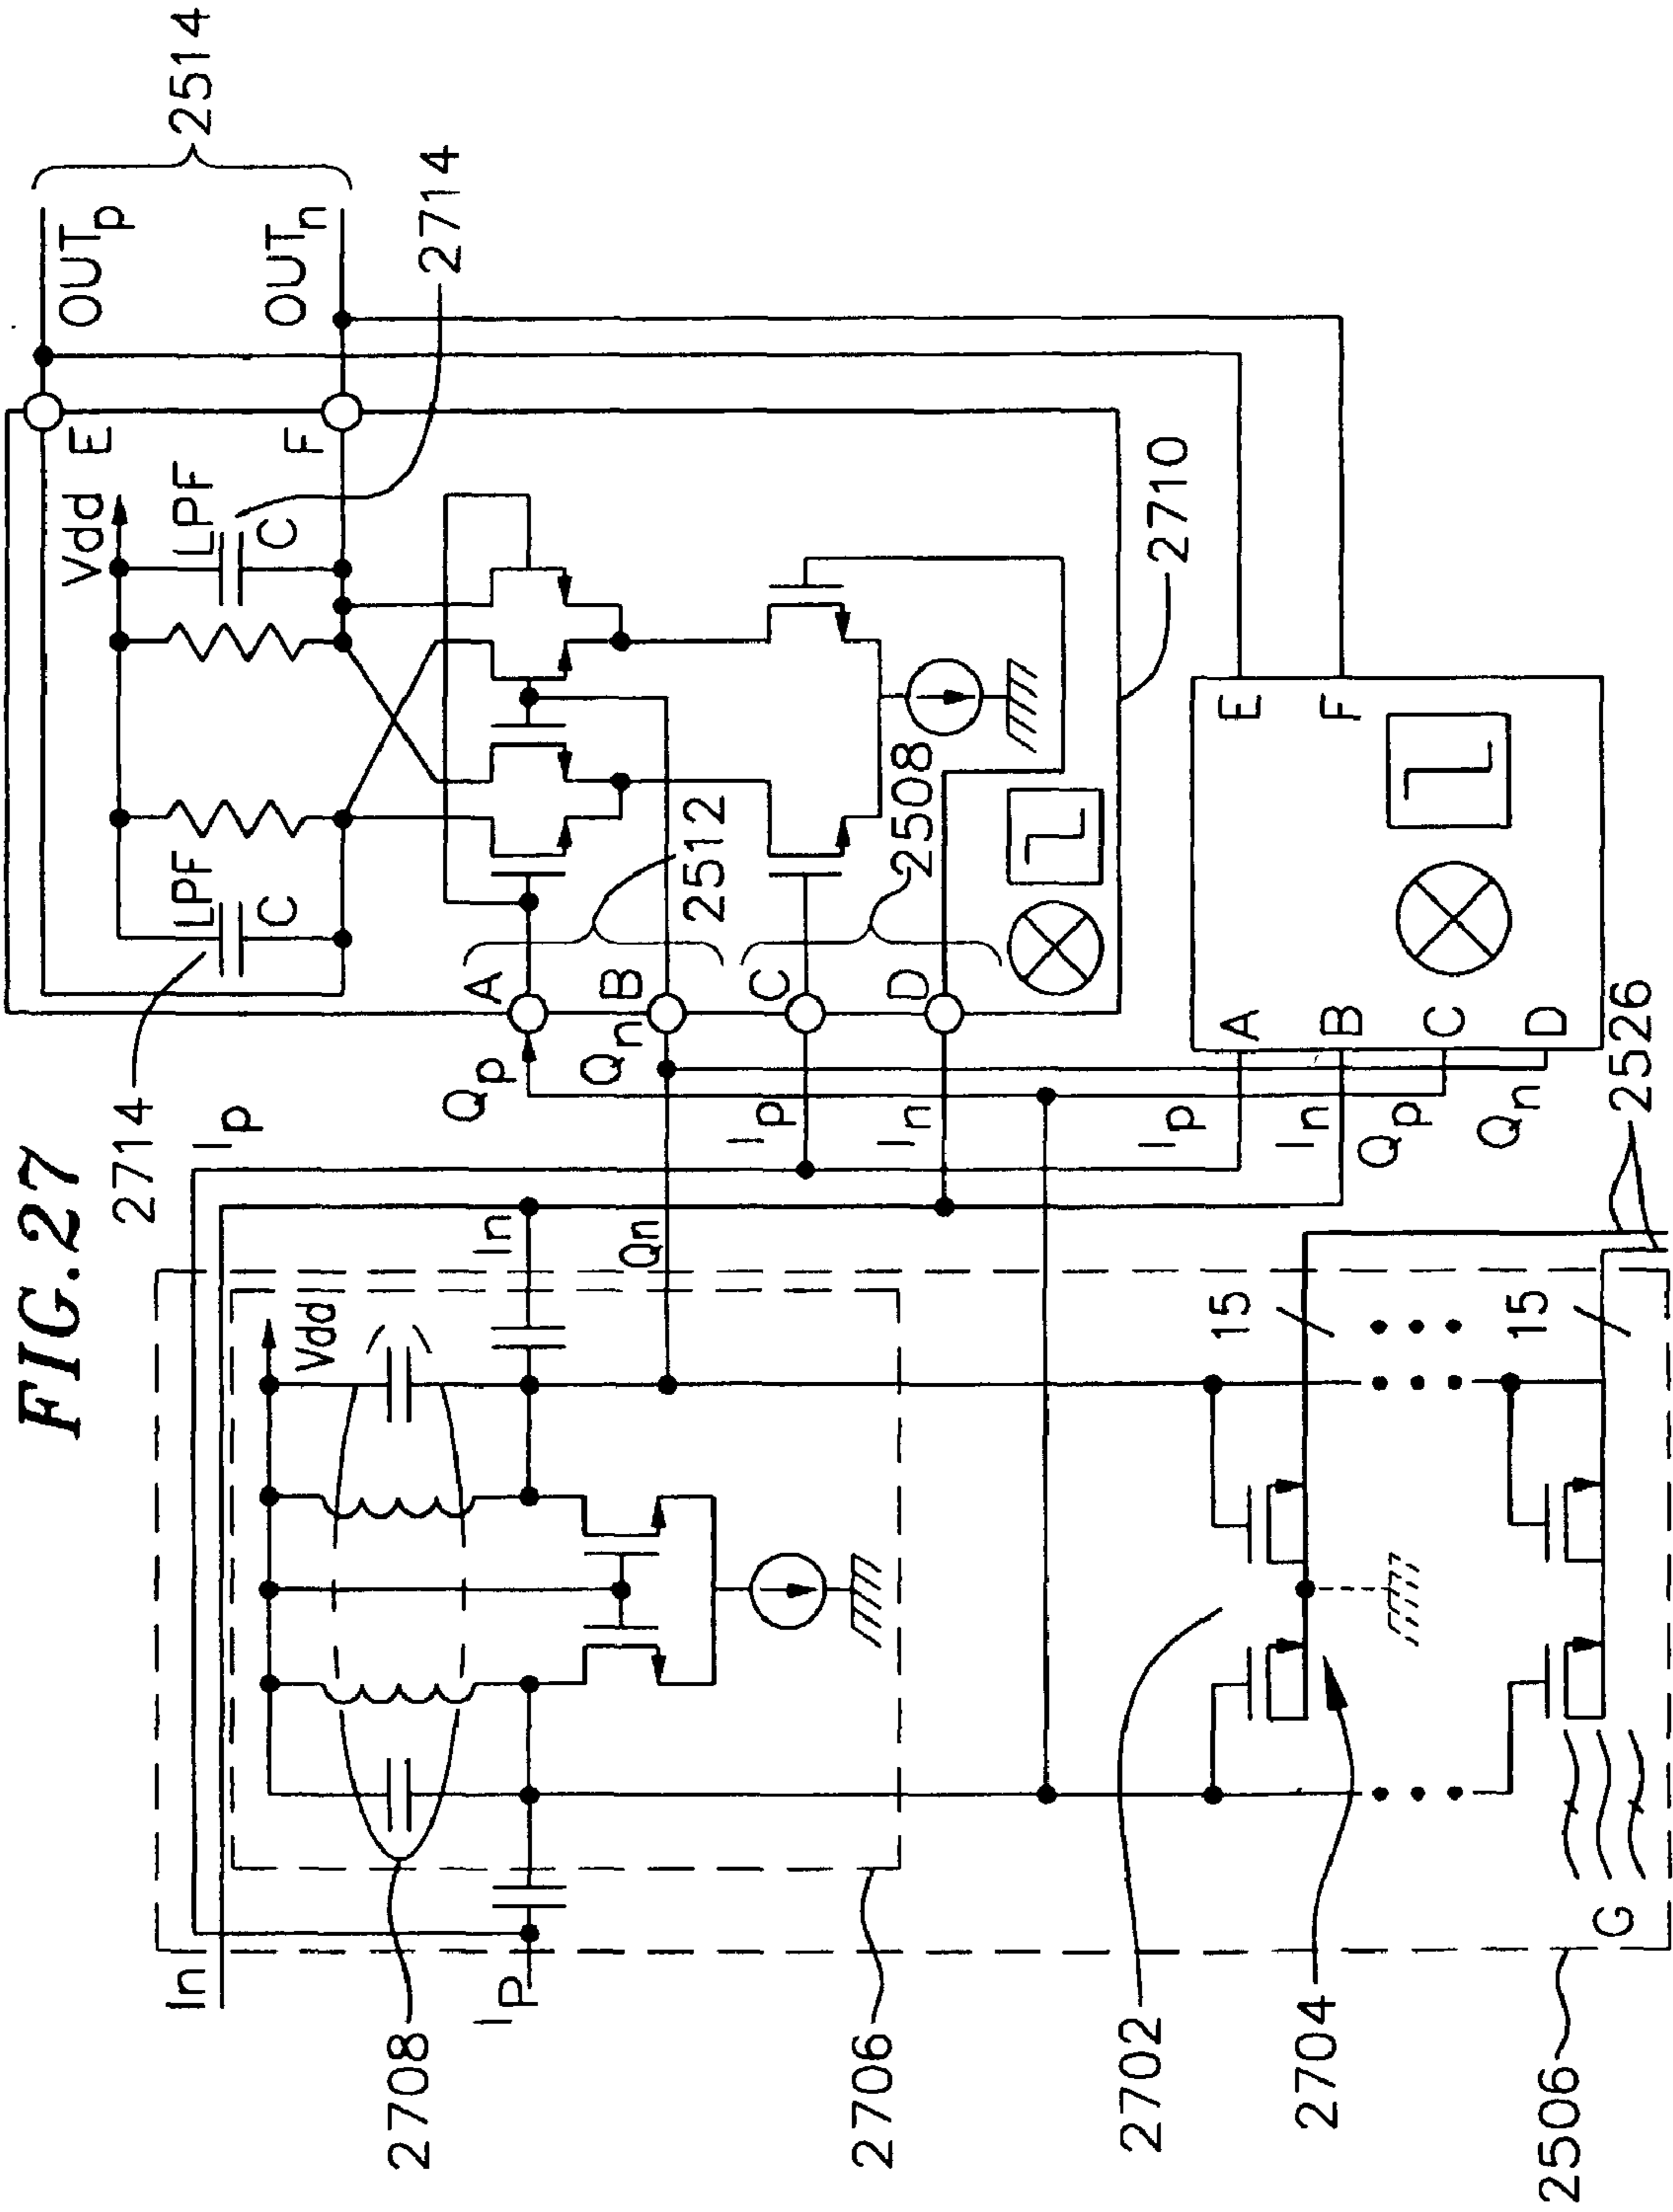 FIG.27
2514
OUTp
OUTn
2714
E
F
Vdd
LPF
C
LPF
C
2714
2710
2512
2508
A
B
C
D
Qp
Qn
Ip
In
Ip
In
Qn
Vdd
In
IP
2708
2706
Ip
In
Qp
Qn
A
B
C
D
E
F
2526
15
15
2702
2704
G
2506